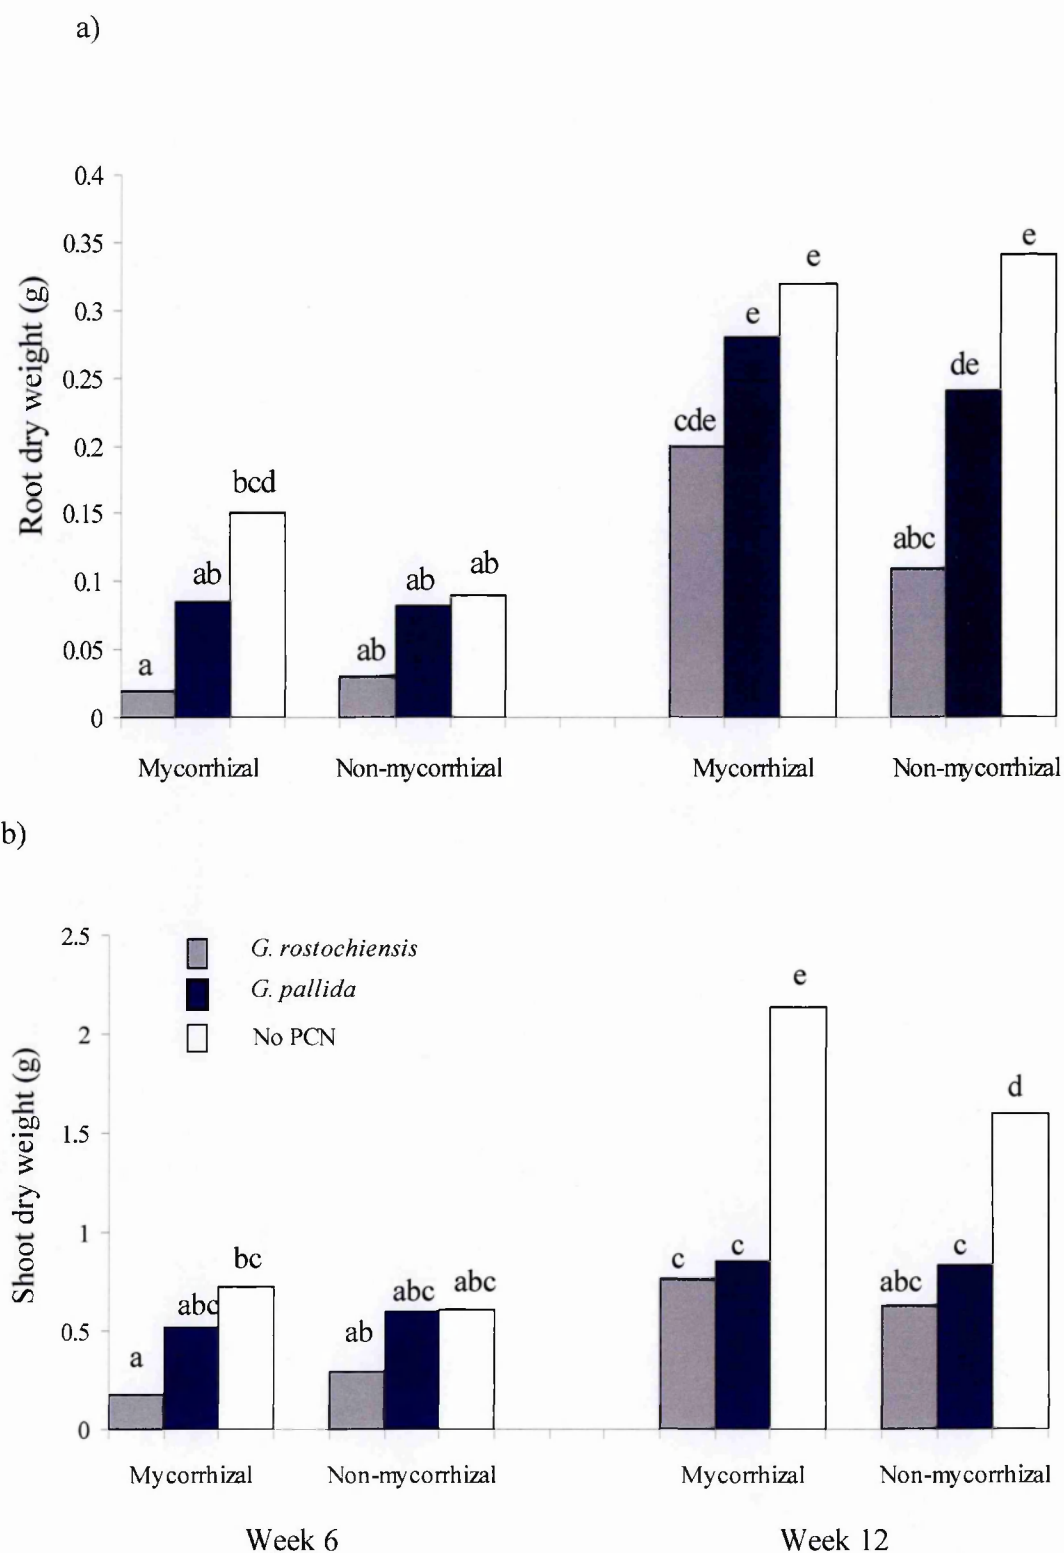 a)
Root dry weight (g)
0.4
0.35
0.3
0.25
0.2
0.15
0.1
0.05
0
a
ab
bcd
ab
ab
ab
cde
e
e
abc
de
e
Mycorrhizal
Non-mycorrhizal
Mycorrhizal
Non-mycorrhizal
b)
Shoot dry weight (g)
2.5
2
1.5
1
0.5
0
G. rostochiensis
G. pallida
No PCN
a
abc
bc
ab
abc
abc
c
c
e
abc
c
d
Mycorrhizal
Non-mycorrhizal
Mycorrhizal
Non-mycorrhizal
Week 6
Week 12